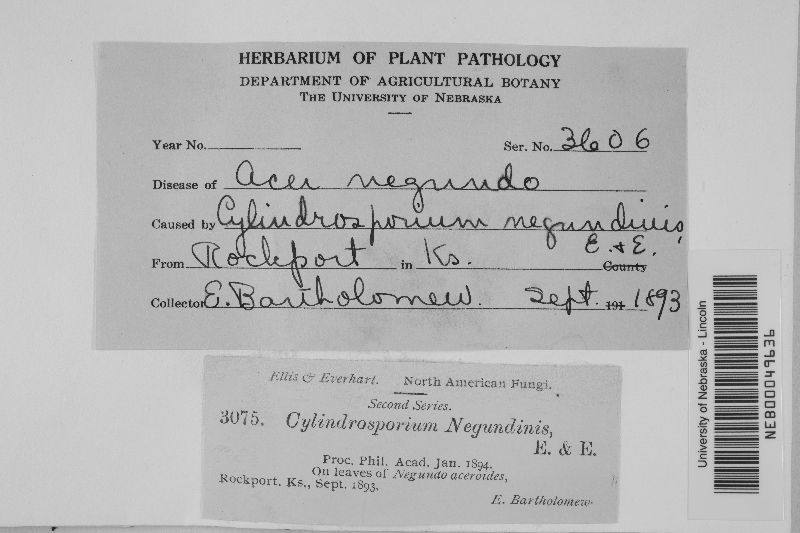 HERBARIUM OF PLANT PATHOLOGY
DEPARTMENT OF AGRICULTURAL BOTANY
THE UNIVERSITY OF NEBRASKA
Year No. Ser. No. 3606
Disease of Acer negundo
Caused by Cylindrosporium negundinis
E. & E.
From Rockport in Ks. County
Collector E. Bartholomew. Sept. 191 1893
Ellis & Everhart. North American Fungi.
Second Series.
3075. Cylindrosporium Negundinis,
E. & E.
Proc. Phil. Acad. Jan. 1894.
On leaves of Negundo aceroides,
Rockport, Ks., Sept. 1893.
E. Bartholomew.
University of Nebraska - Lincoln
NEB00049636